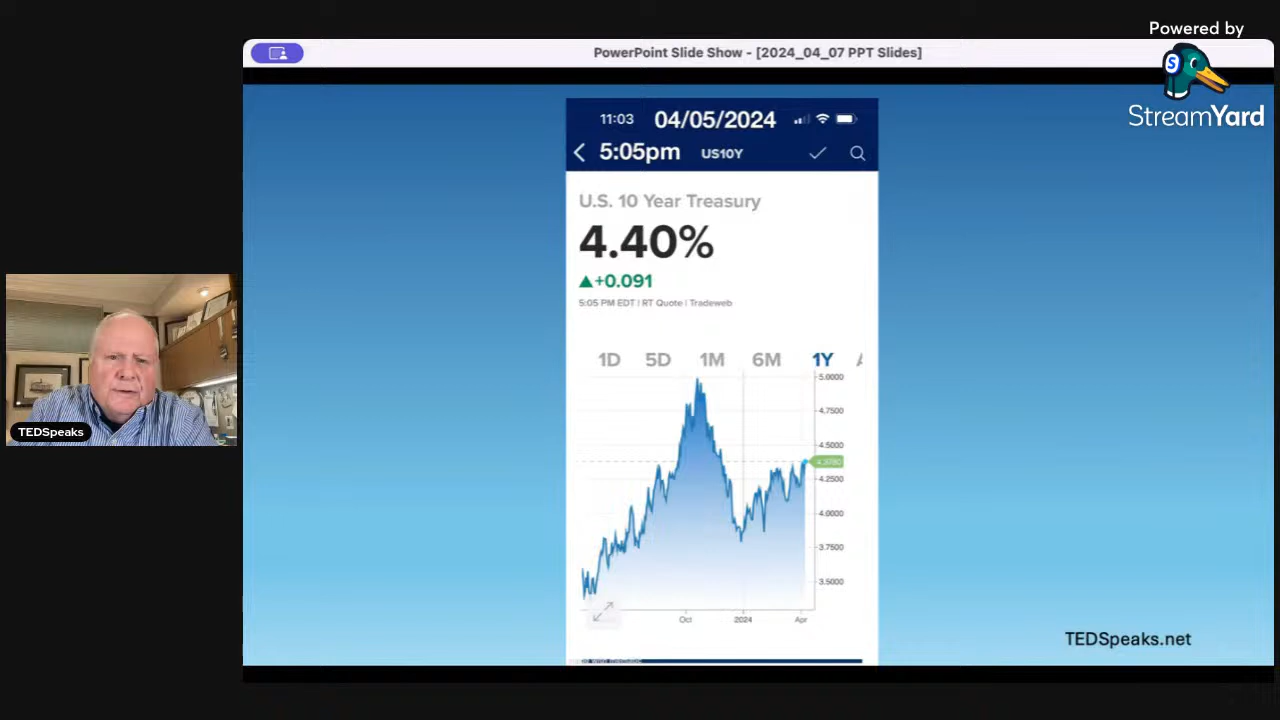 Powered by
StreamYard
PowerPoint Slide Show - [2024_04_07 PPT Slides]
11:03 04/05/2024
5:05pm US10Y
U.S. 10 Year Treasury
4.40%
▲+0.091
5:05 PM EDT | RT Quote | Tradeweb
1D 5D 1M 6M 1Y
5.0000
4.7500
4.5000
4.2500
4.0000
3.7500
3.5000
Oct 2024 Apr
TEDSpeaks
TEDSpeaks.net